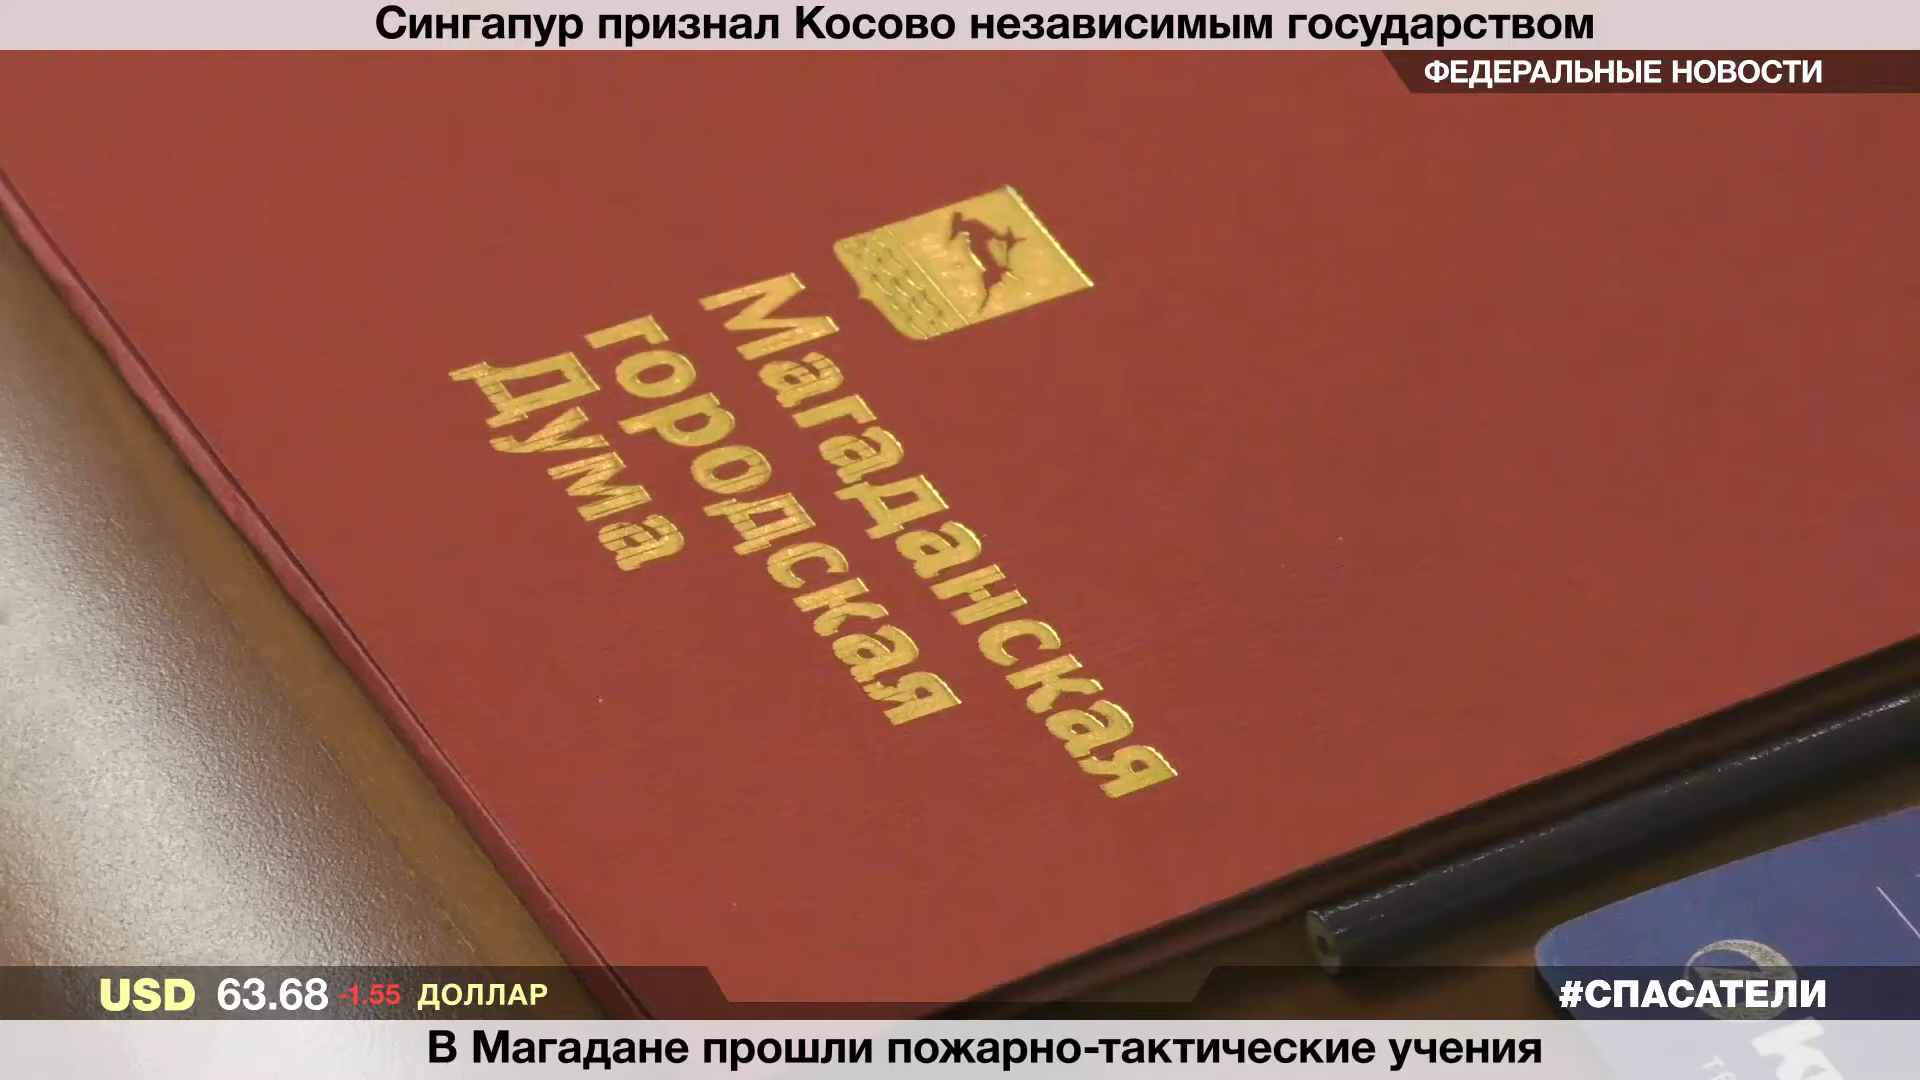 Сингапур признал Косово независимым государством
ФЕДЕРАЛЬНЫЕ НОВОСТИ
Магаданская
городская
Дума
USD 63.68 -1.55 ДОЛЛАР
#СПАСАТЕЛИ
В Магадане прошли пожарно-тактические учения